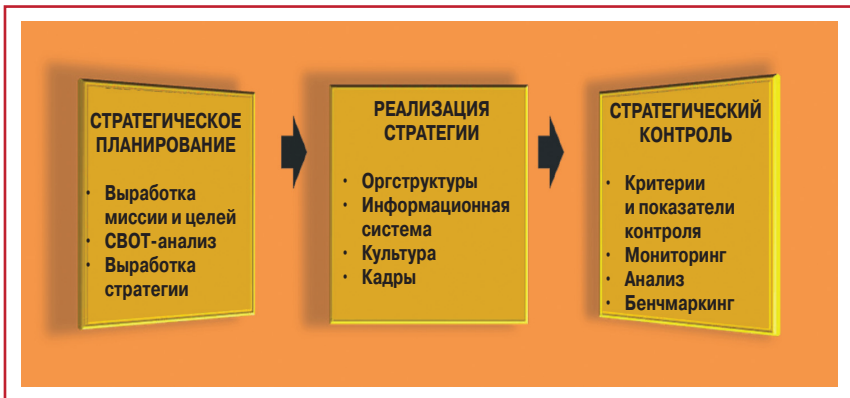 СТРАТЕГИЧЕСКОЕ
ПЛАНИРОВАНИЕ
· Выработка
миссии и целей
· СВОТ-анализ
· Выработка
стратегии
РЕАЛИЗАЦИЯ
СТРАТЕГИИ
· Оргструктуры
· Информационная
система
· Культура
· Кадры
СТРАТЕГИЧЕСКИЙ
КОНТРОЛЬ
· Критерии
и показатели
контроля
· Мониторинг
· Анализ
· Бенчмаркинг